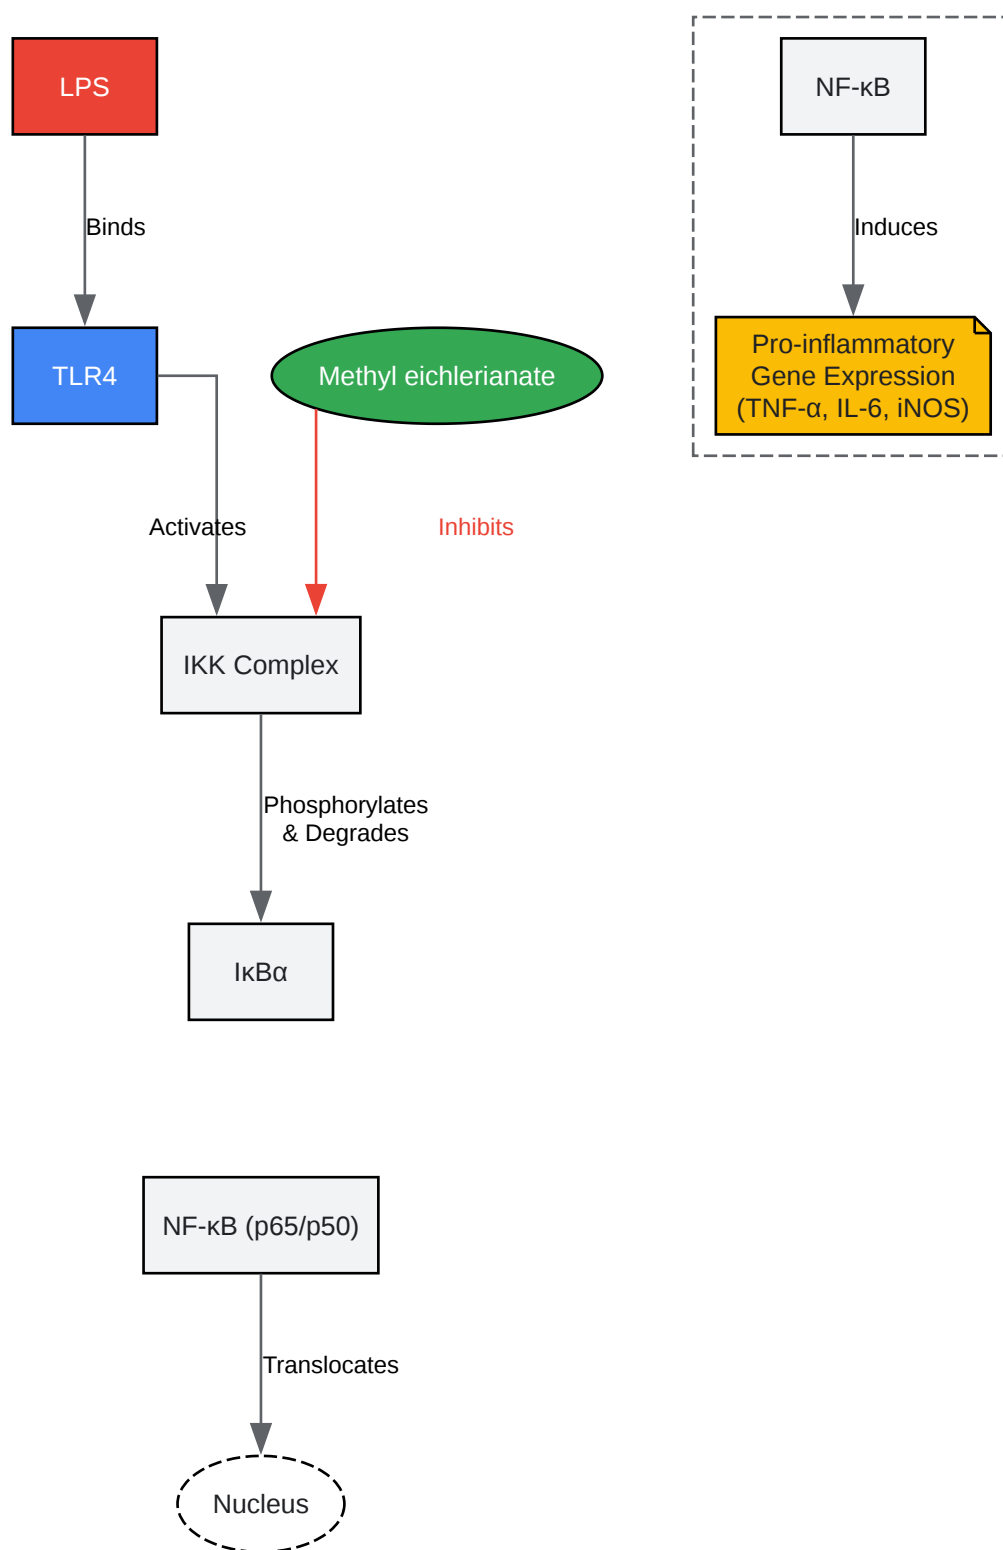 LPS
NF-κB
Binds
Induces
TLR4
Methyl eichlerianate
Pro-inflammatory
Gene Expression
(TNF-α, IL-6, iNOS)
Activates
Inhibits
IKK Complex
Phosphorylates
& Degrades
IκBα
NF-κB (p65/p50)
Translocates
Nucleus